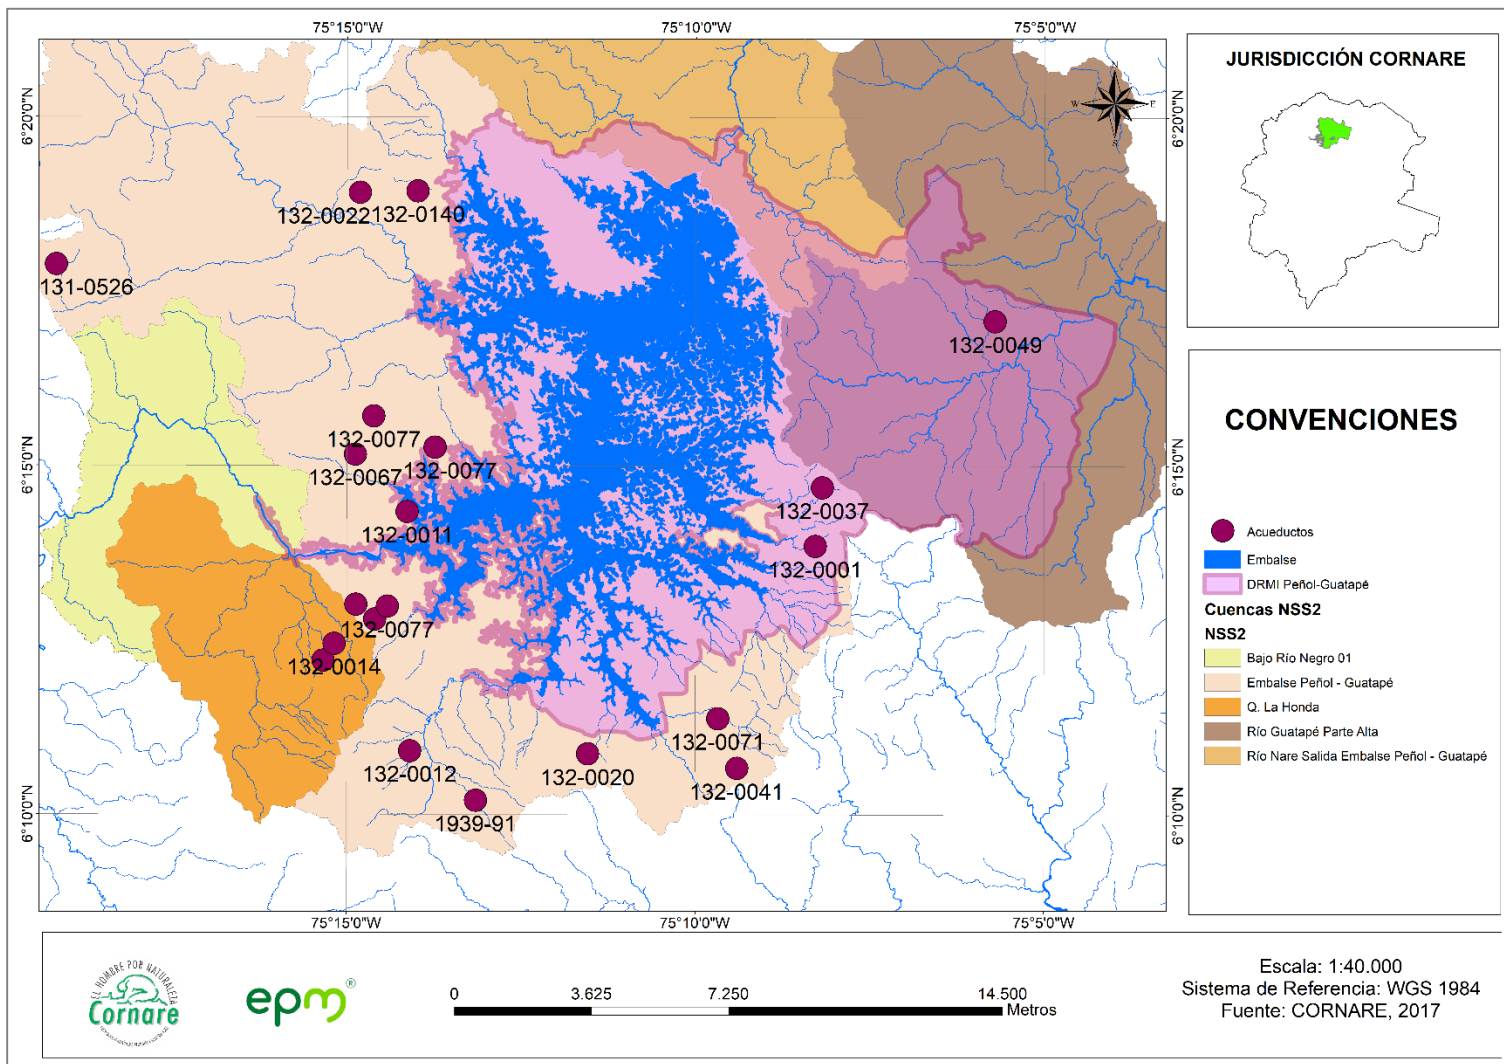 75°15'0"W
75°10'0"W
75°5'0"W
6°20'0"N
6°20'0"N
6°15'0"N
6°15'0"N
6°10'0"N
6°10'0"N
N
W
E
S
132-0022
132-0140
131-0526
132-0049
132-0077
132-0067
132-0077
132-0011
132-0037
132-0001
132-0077
132-0014
132-0071
132-0012
132-0020
132-0041
1939-91
75°15'0"W
75°10'0"W
75°5'0"W
JURISDICCIÓN CORNARE
CONVENCIONES
Acueductos
Embalse
DRMI Peñol-Guatapé
Cuencas NSS2
NSS2
Bajo Río Negro 01
Embalse Peñol - Guatapé
Q. La Honda
Río Guatapé Parte Alta
Río Nare Salida Embalse Peñol - Guatapé
EL HOMBRE POR NATURALEZA
Cornare
epm®
0
3.625
7.250
14.500
Metros
Escala: 1:40.000
Sistema de Referencia: WGS 1984
Fuente: CORNARE, 2017